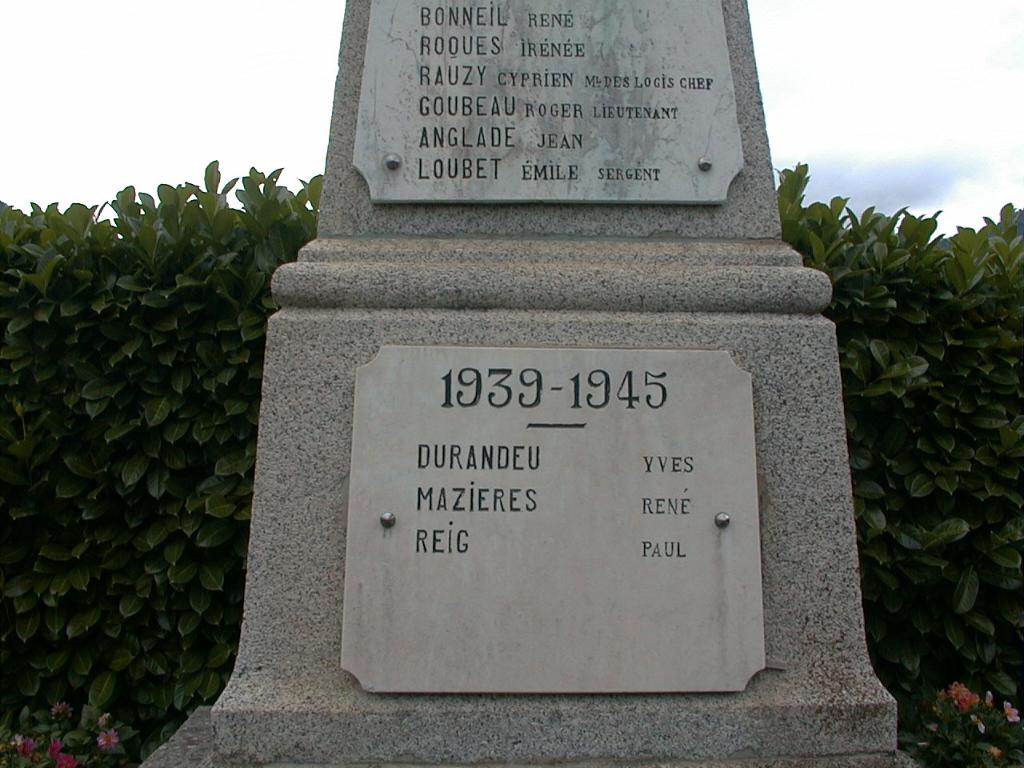 BONNEIL RENÉ
ROQUES IRÉNÉE
RAUZY CYPRIEN Ml DES LOGIS CHEF
GOUBEAU ROGER LIEUTENANT
ANGLADE JEAN
LOUBET ÉMILE SERGENT
1939-1945
DURANDEU YVES
MAZIERES RENÉ
REIG PAUL